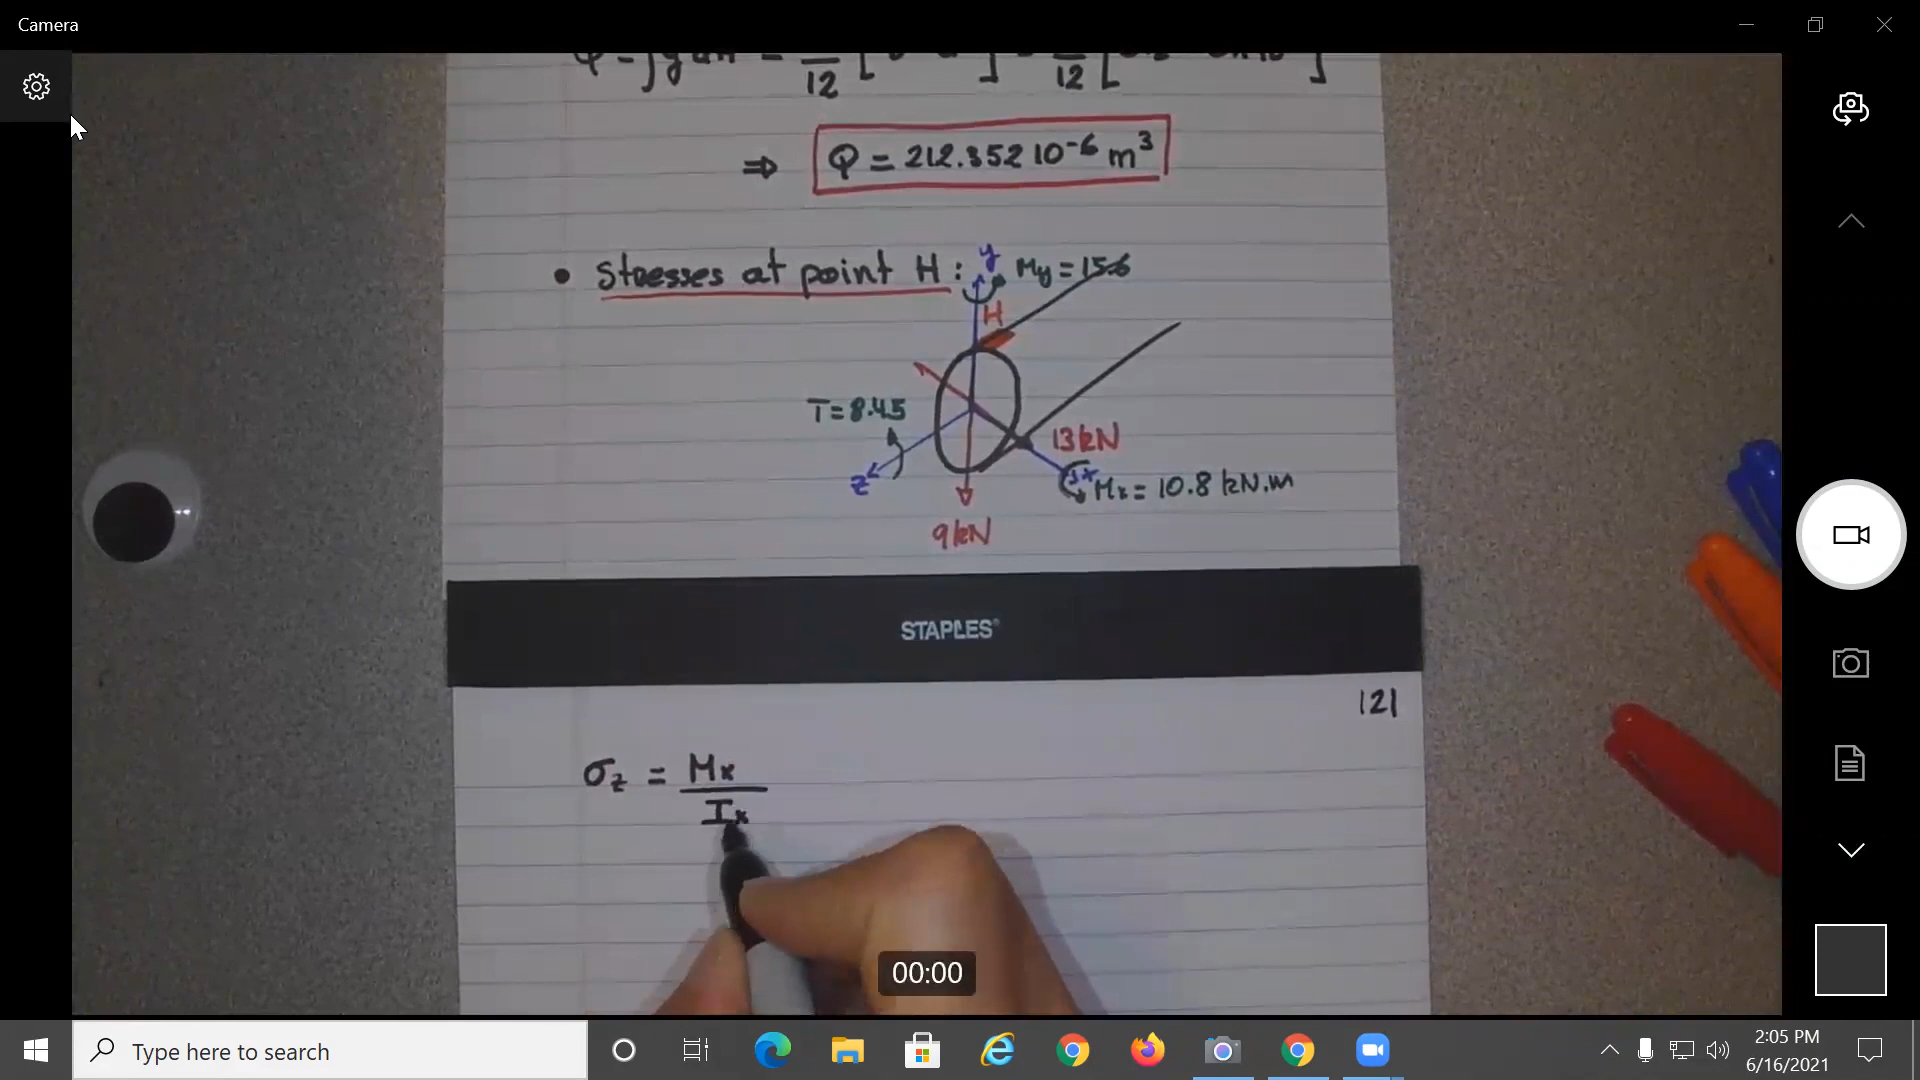 Camera
12 12
⇒ Q = 212.352 10⁻⁶ m³
• Stresses at point H:
y
My = 15.6
H
T = 8.45
13 kN
z
x
Mx = 10.8 kN.m
9 kN
STAPLES
121
σz = Mx
Ix
00:00
Type here to search
2:05 PM
6/16/2021